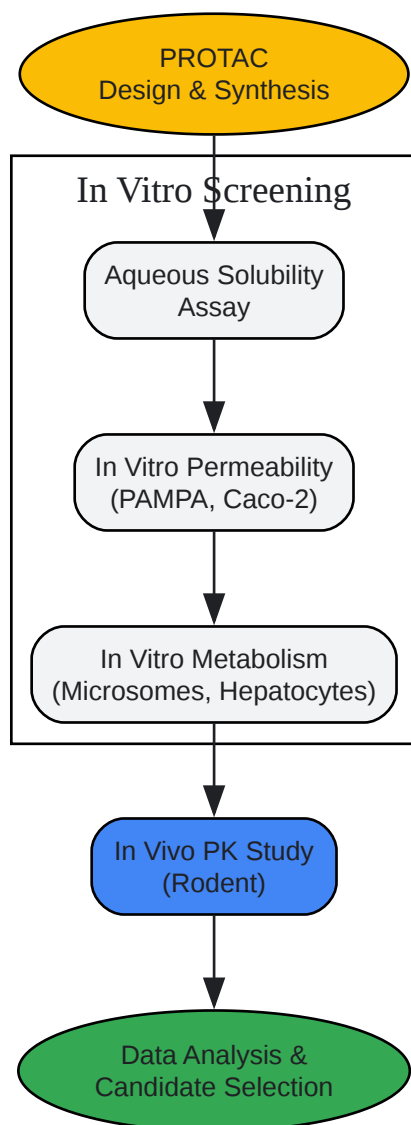 PROTAC
Design & Synthesis
In Vitro Screening
Aqueous Solubility
Assay
In Vitro Permeability
(PAMPA, Caco-2)
In Vitro Metabolism
(Microsomes, Hepatocytes)
In Vivo PK Study
(Rodent)
Data Analysis &
Candidate Selection